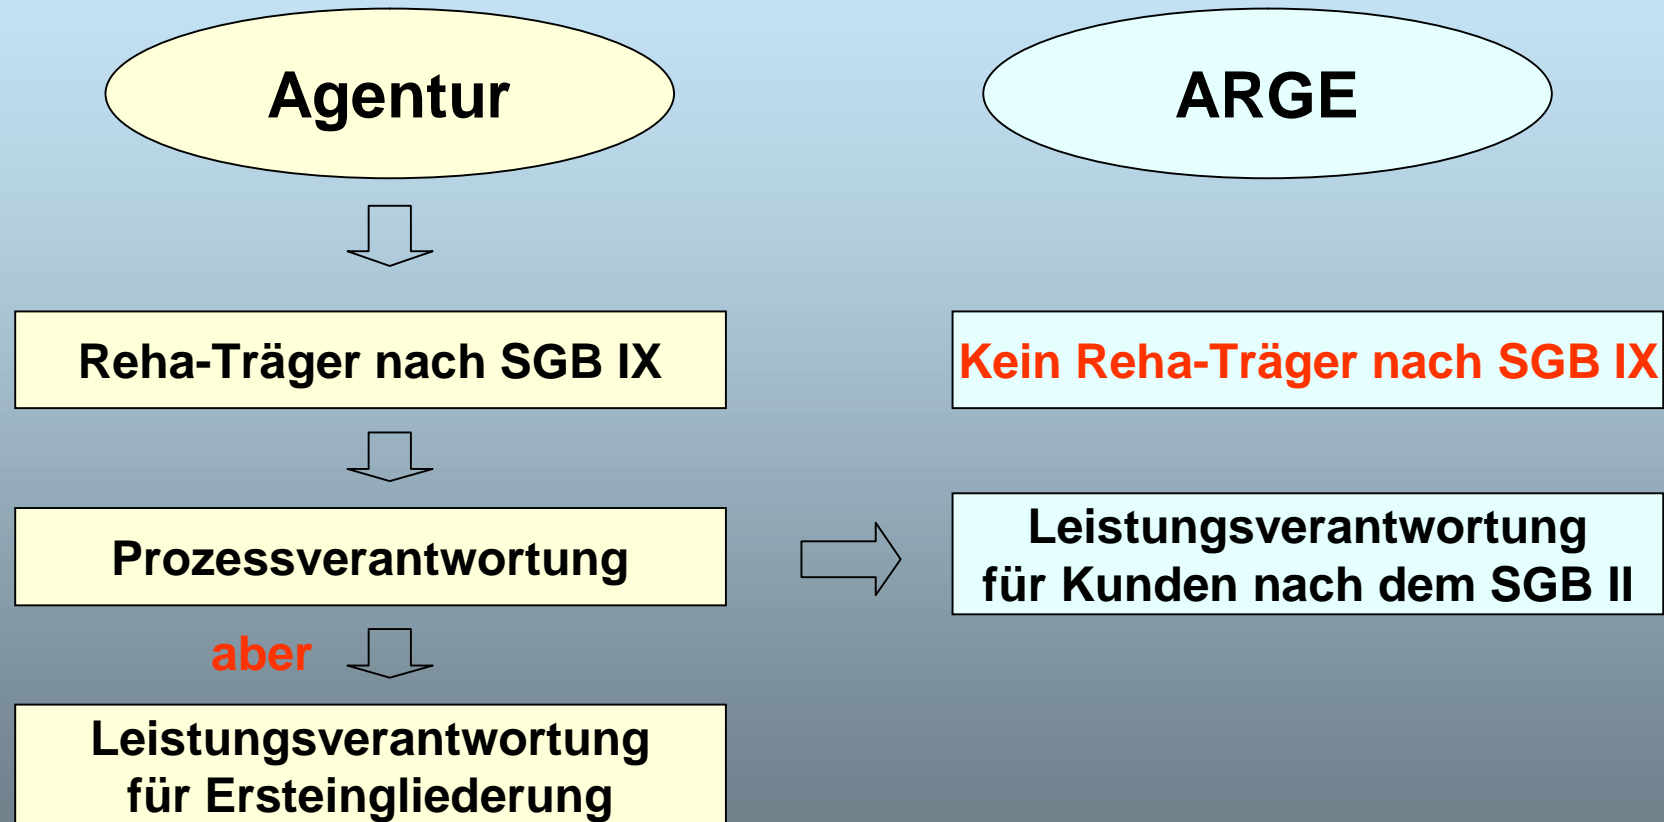 Agentur
ARGE
Reha-Träger nach SGB IX
Kein Reha-Träger nach SGB IX
Prozessverantwortung
Leistungsverantwortung
für Kunden nach dem SGB II
aber
Leistungsverantwortung
für Ersteingliederung